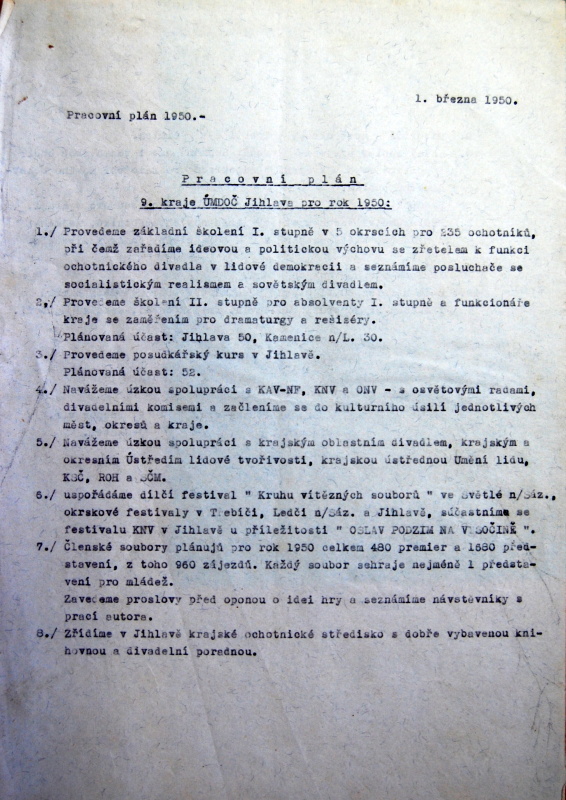 1. března 1950.
Pracovní plán 1950.-
Pracovní plán
9. kraje ÚMDOČ Jihlava pro rok 1950:
1./ Provedeme základní školení I. stupně v 5 okrscích pro 235 ochotníků,
při čemž zařadíme ideovou a politickou výchovu se zřetelem k funkci
ochotnického divadla v lidové demokracii a seznámíme posluchače se
socialistickým realismem a sovětským divadlem.
2./ Provedeme školení II. stupně pro absolventy I. stupně a funkcionáře
kraje se zaměřením pro dramaturgy a režiséry.
Plánovaná účast: Jihlava 50, Kamenice n/L. 30.
3./ Provedeme posudkářský kurs v Jihlavě.
Plánovaná účast: 52.
4./ Navážeme úzkou spolupráci s KAV-NF, KNV a ONV - s osvětovými radami,
divadelními komisemi a začleníme se do kulturního úsilí jednotlivých
měst, okresů a kraje.
5./ Navážeme úzkou spolupráci s krajským oblastním divadlem, krajským a
okresním Ústředím lidové tvořivosti, krajskou ústřednou Umění lidu,
KSČ, ROH a SČM.
6./ uspořádáme dílčí festival " Kruhu vítězných souborů " ve Světlé n/Sáz.,
okrskové festivaly v Třebíči, Ledči n/Sáz. a Jihlavě, súčastníme se
festivalu KNV v Jihlavě u příležitosti " OSLAV PODZIM NA VYSOČINĚ ".
7./ Členské soubory plánují pro rok 1950 celkem 480 premier a 1680 před-
stavení, z toho 960 zájezdů. Každý soubor sehraje nejméně 1 předsta-
vení pro mládež.
Zavedeme proslovy před oponou o idei hry a seznámíme návštěvníky s
prací autora.
8./ Zřídíme v Jihlavě krajské ochotnické středisko s dobře vybavenou kni-
hovnou a divadelní poradnou.